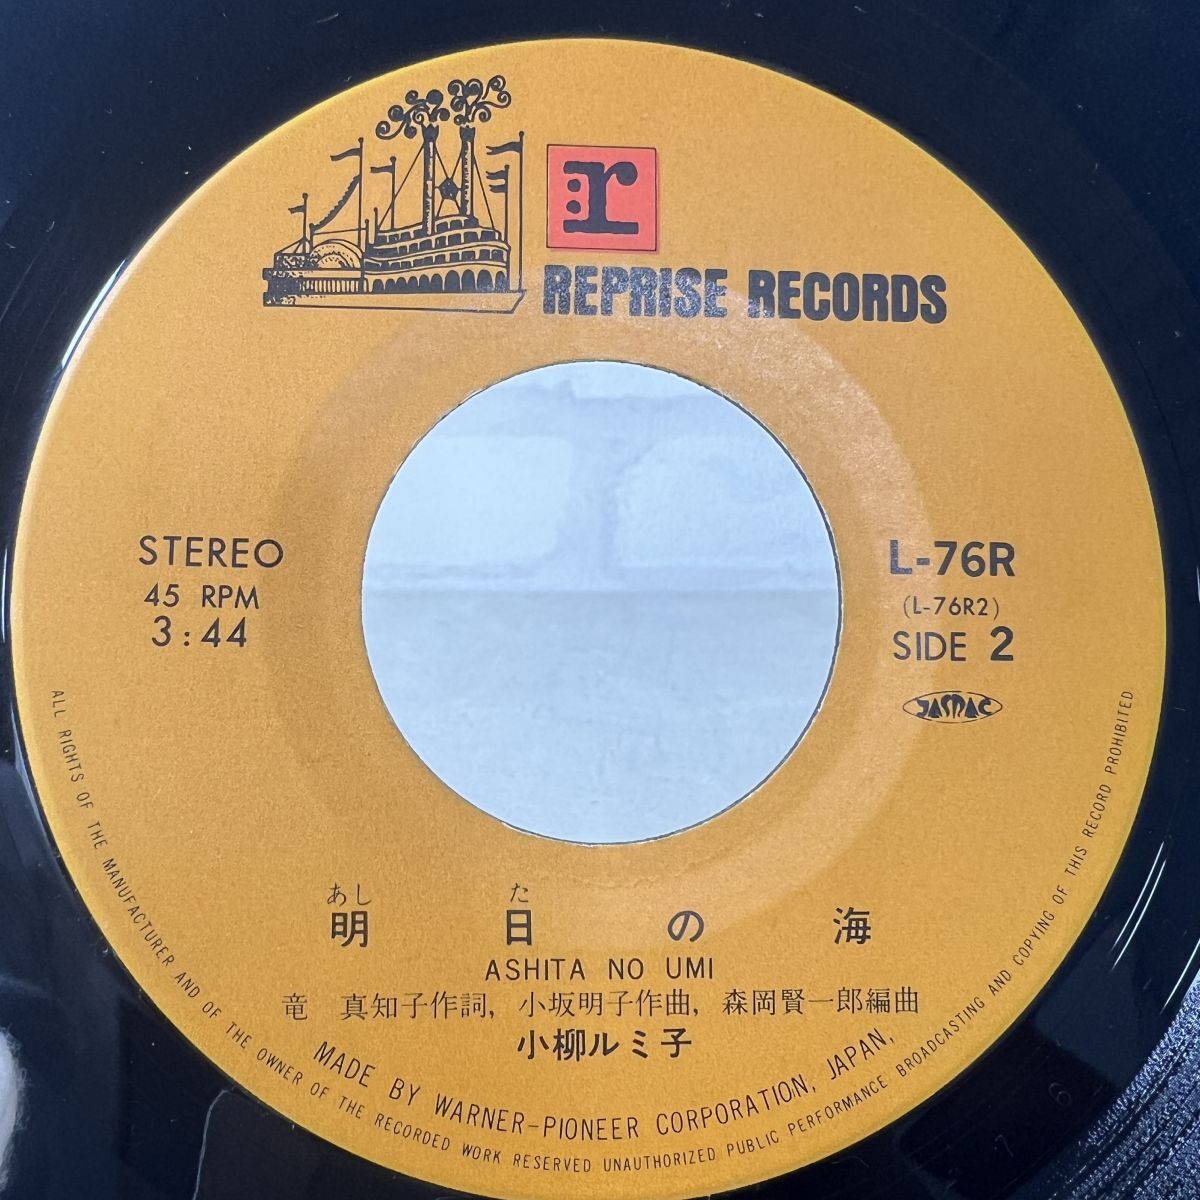 r
REPRISE RECORDS
STEREO
45 RPM
3:44
L-76R
(L-76R2)
SIDE 2
JASRAC
あし た
明日の海
ASHITA NO UMI
竜 真知子作詞, 小坂明子作曲, 森岡賢一郎編曲
小柳ルミ子
MADE BY WARNER-PIONEER CORPORATION, JAPAN,
ALL RIGHTS OF THE MANUFACTURER AND OF THE OWNER OF THE RECORDED WORK RESERVED UNAUTHORIZED PUBLIC PERFORMANCE BROADCASTING AND COPYING OF THIS RECORD PROHIBITED